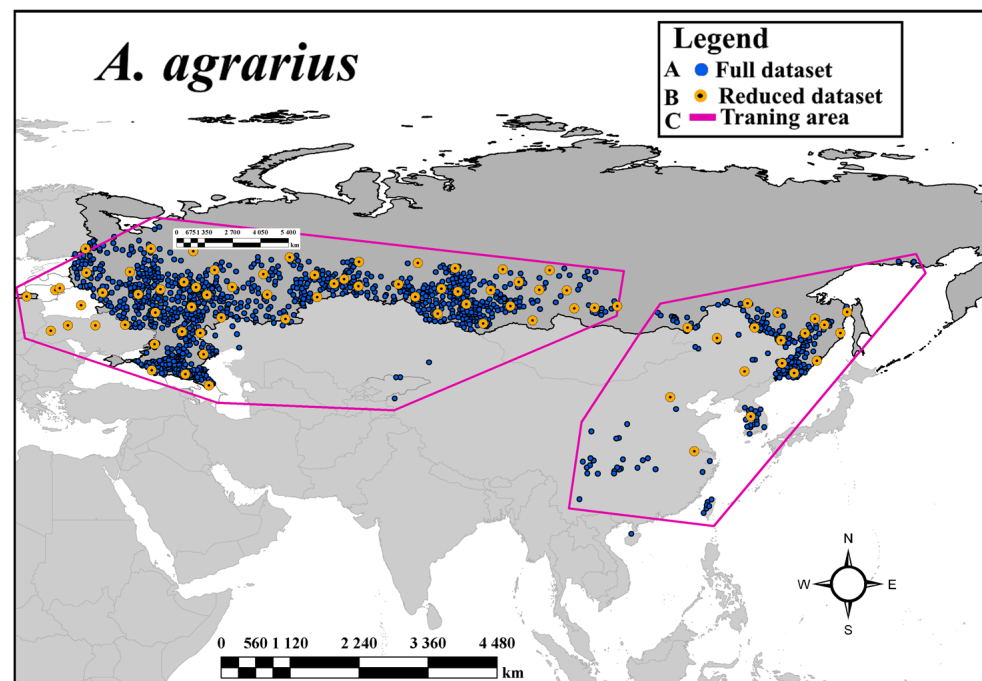 A. agrarius
Legend
A Full dataset
B Reduced dataset
C Traning area
0 675 1 350 2 700 4 050 5 400
km
N
W E
S
0 560 1 120 2 240 3 360 4 480
km